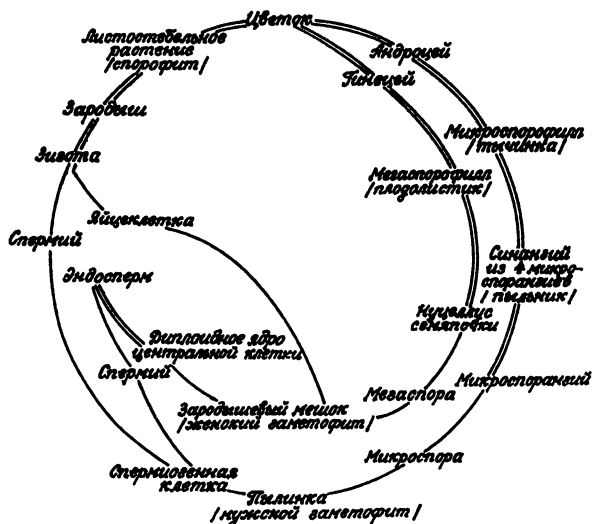 Цветок
Листостебельное
растение
/спорофит/
Андроцей
Гинецей
Зародыш
Микроспорофилл
/тычинка/
Зигота
Мегаспорофилл
/плодолистик/
Яйцеклетка
Спермий
Синангий
из 4 микро-
спорангиев
/пыльник/
Эндосперм
Нуцеллус
семяпочки
Диплоидное ядро
центральной клетки
Спермий
Микроспорангий
Мегаспора
Зародышевый мешок
/женский гаметофит/
Микроспора
Спермиогенная
клетка
Пылинка
/мужской гаметофит/